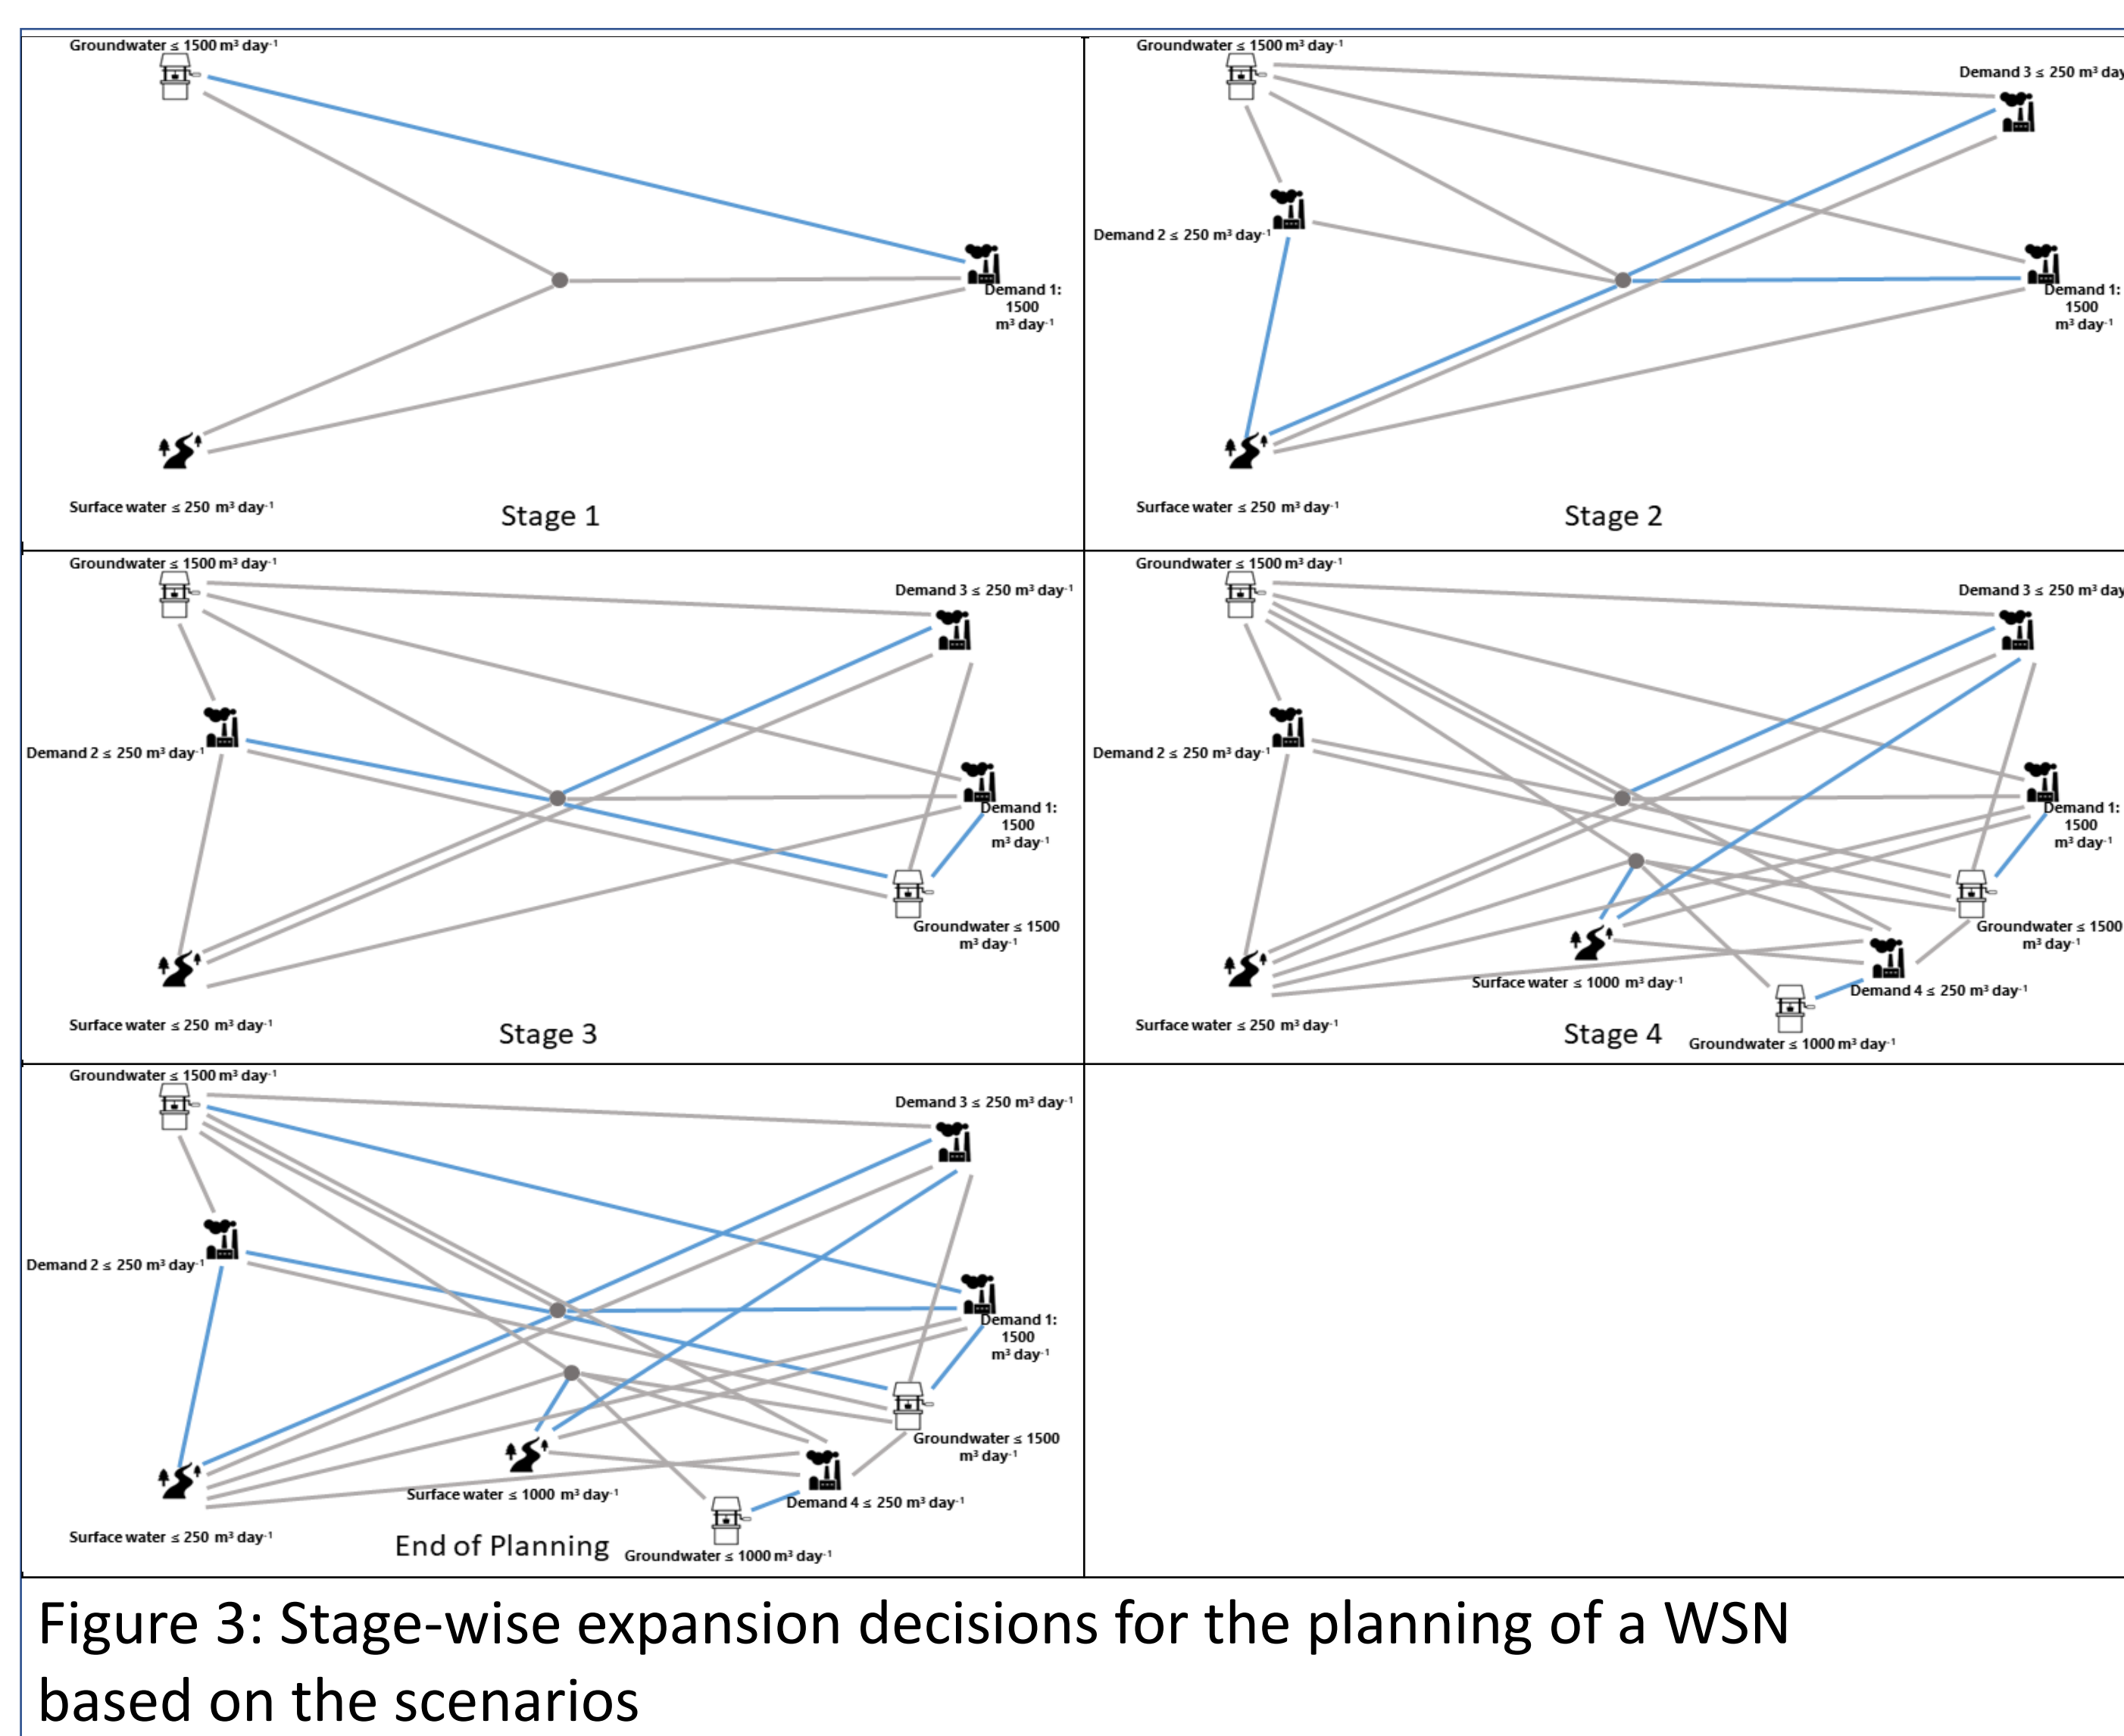 Groundwater ≤ 1500 m³ day⁻¹
Demand 1:
1500
m³ day⁻¹
Surface water ≤ 250 m³ day⁻¹
Stage 1
Groundwater ≤ 1500 m³ day⁻¹
Demand 3 ≤ 250 m³ day
Demand 2 ≤ 250 m³ day⁻¹
Demand 1:
1500
m³ day⁻¹
Surface water ≤ 250 m³ day⁻¹
Stage 2
Groundwater ≤ 1500 m³ day⁻¹
Demand 3 ≤ 250 m³ day⁻¹
Demand 2 ≤ 250 m³ day⁻¹
Demand 1:
1500
m³ day⁻¹
Groundwater ≤ 1500
m³ day⁻¹
Surface water ≤ 250 m³ day⁻¹
Stage 3
Groundwater ≤ 1500 m³ day⁻¹
Demand 3 ≤ 250 m³ day
Demand 2 ≤ 250 m³ day⁻¹
Demand 1:
1500
m³ day⁻¹
Groundwater ≤ 1500
m³ day⁻¹
Surface water ≤ 1000 m³ day⁻¹
Demand 4 ≤ 250 m³ day⁻¹
Surface water ≤ 250 m³ day⁻¹
Stage 4
Groundwater ≤ 1000 m³ day⁻¹
Groundwater ≤ 1500 m³ day⁻¹
Demand 3 ≤ 250 m³ day⁻¹
Demand 2 ≤ 250 m³ day⁻¹
Demand 1:
1500
m³ day⁻¹
Groundwater ≤ 1500
m³ day⁻¹
Surface water ≤ 1000 m³ day⁻¹
Demand 4 ≤ 250 m³ day⁻¹
Surface water ≤ 250 m³ day⁻¹
End of Planning
Groundwater ≤ 1000 m³ day⁻¹
Figure 3: Stage-wise expansion decisions for the planning of a WSN
based on the scenarios